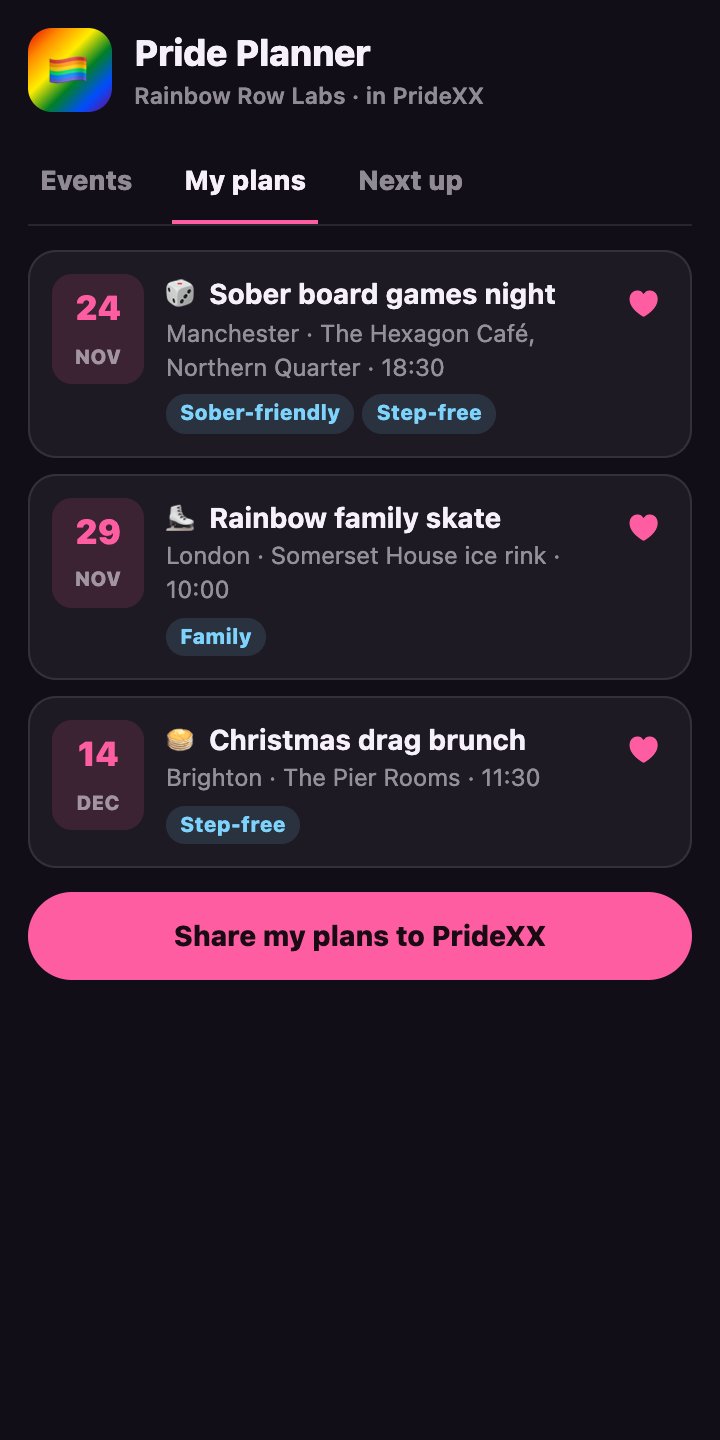 Pride Planner
Rainbow Row Labs · in PrideXX
Events
My plans
Next up
24
NOV
Sober board games night
Manchester · The Hexagon Café,
Northern Quarter · 18:30
Sober-friendly
Step-free
29
NOV
Rainbow family skate
London · Somerset House ice rink ·
10:00
Family
14
DEC
Christmas drag brunch
Brighton · The Pier Rooms · 11:30
Step-free
Share my plans to PrideXX